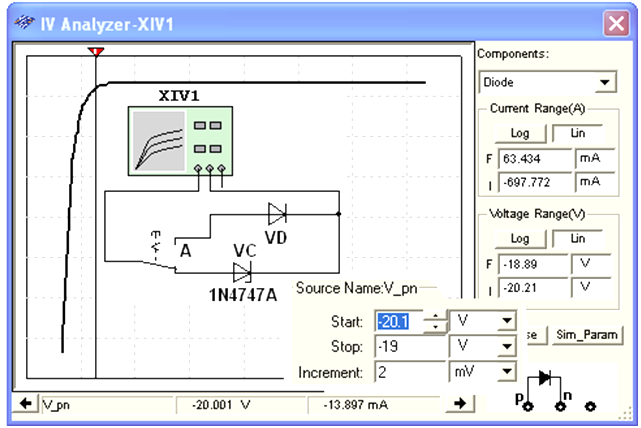 IV Analyzer-XIV1
Components:
Diode
Current Range(A)
Log Lin
F 63.434 mA
I -697.772 mA
Voltage Range(V)
Log Lin
F -18.89 V
I -20.21 V
Sim_Param
XIV1
A
VD
VC
1N4747A
Source Name:V_pn
Start: -20.1 V
Stop: -19 V
Increment: 2 mV
p n
V_pn -20.001 V -13.897 mA